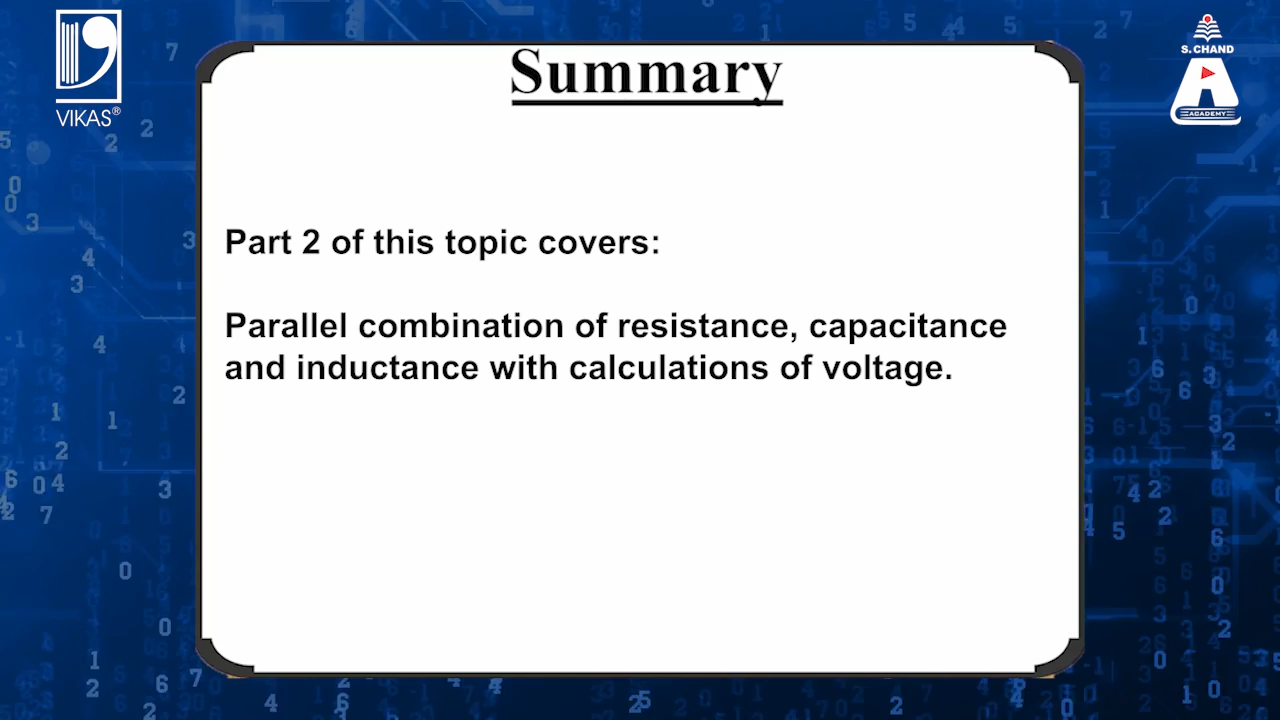 VIKAS®
S.CHAND
ACADEMY
Summary
Part 2 of this topic covers:
Parallel combination of resistance, capacitance
and inductance with calculations of voltage.